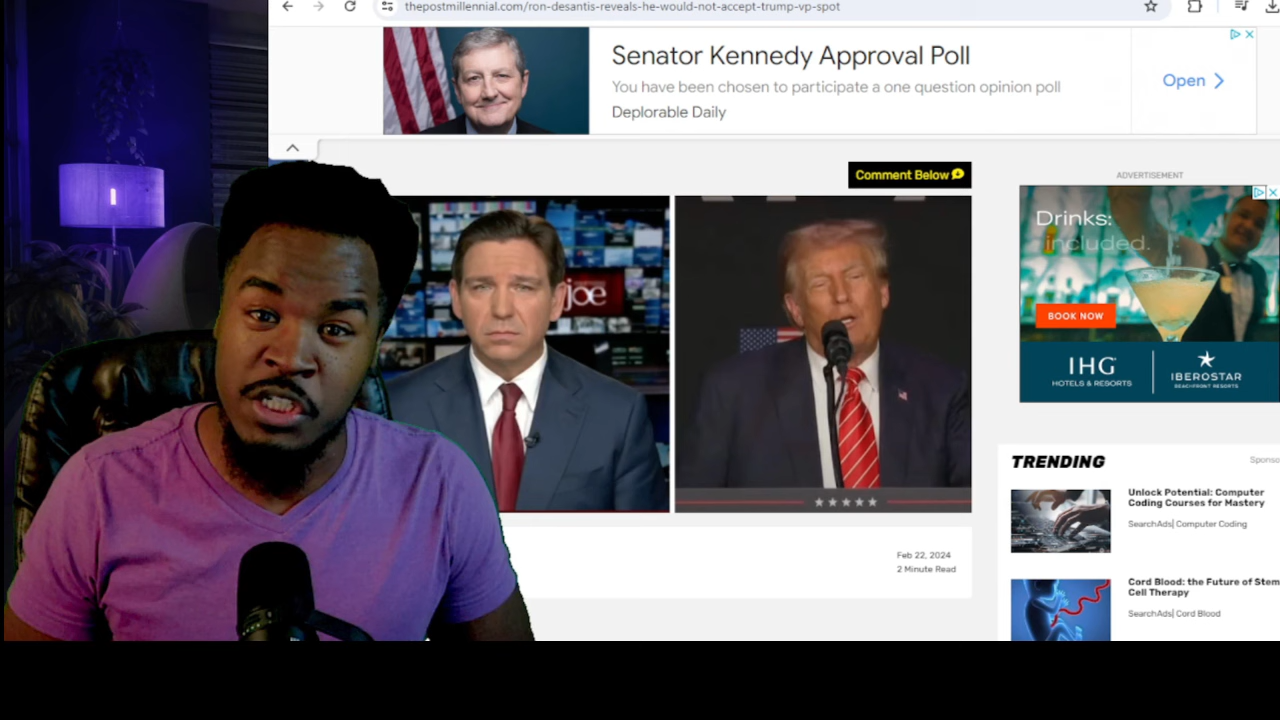 thepostmillennial.com/ron-desantis-reveals-he-would-not-accept-trump-vp-spot
Senator Kennedy Approval Poll
You have been chosen to participate a one question opinion poll
Deplorable Daily
Open
Comment Below
joe
ADVERTISEMENT
Drinks:
included.
BOOK NOW
IHG
HOTELS & RESORTS
IBEROSTAR
BEACHFRONT RESORTS
Feb 22, 2024
2 Minute Read
TRENDING
Sponso
Unlock Potential: Computer
Coding Courses for Mastery
SearchAds| Computer Coding
Cord Blood: the Future of Stem
Cell Therapy
SearchAds| Cord Blood